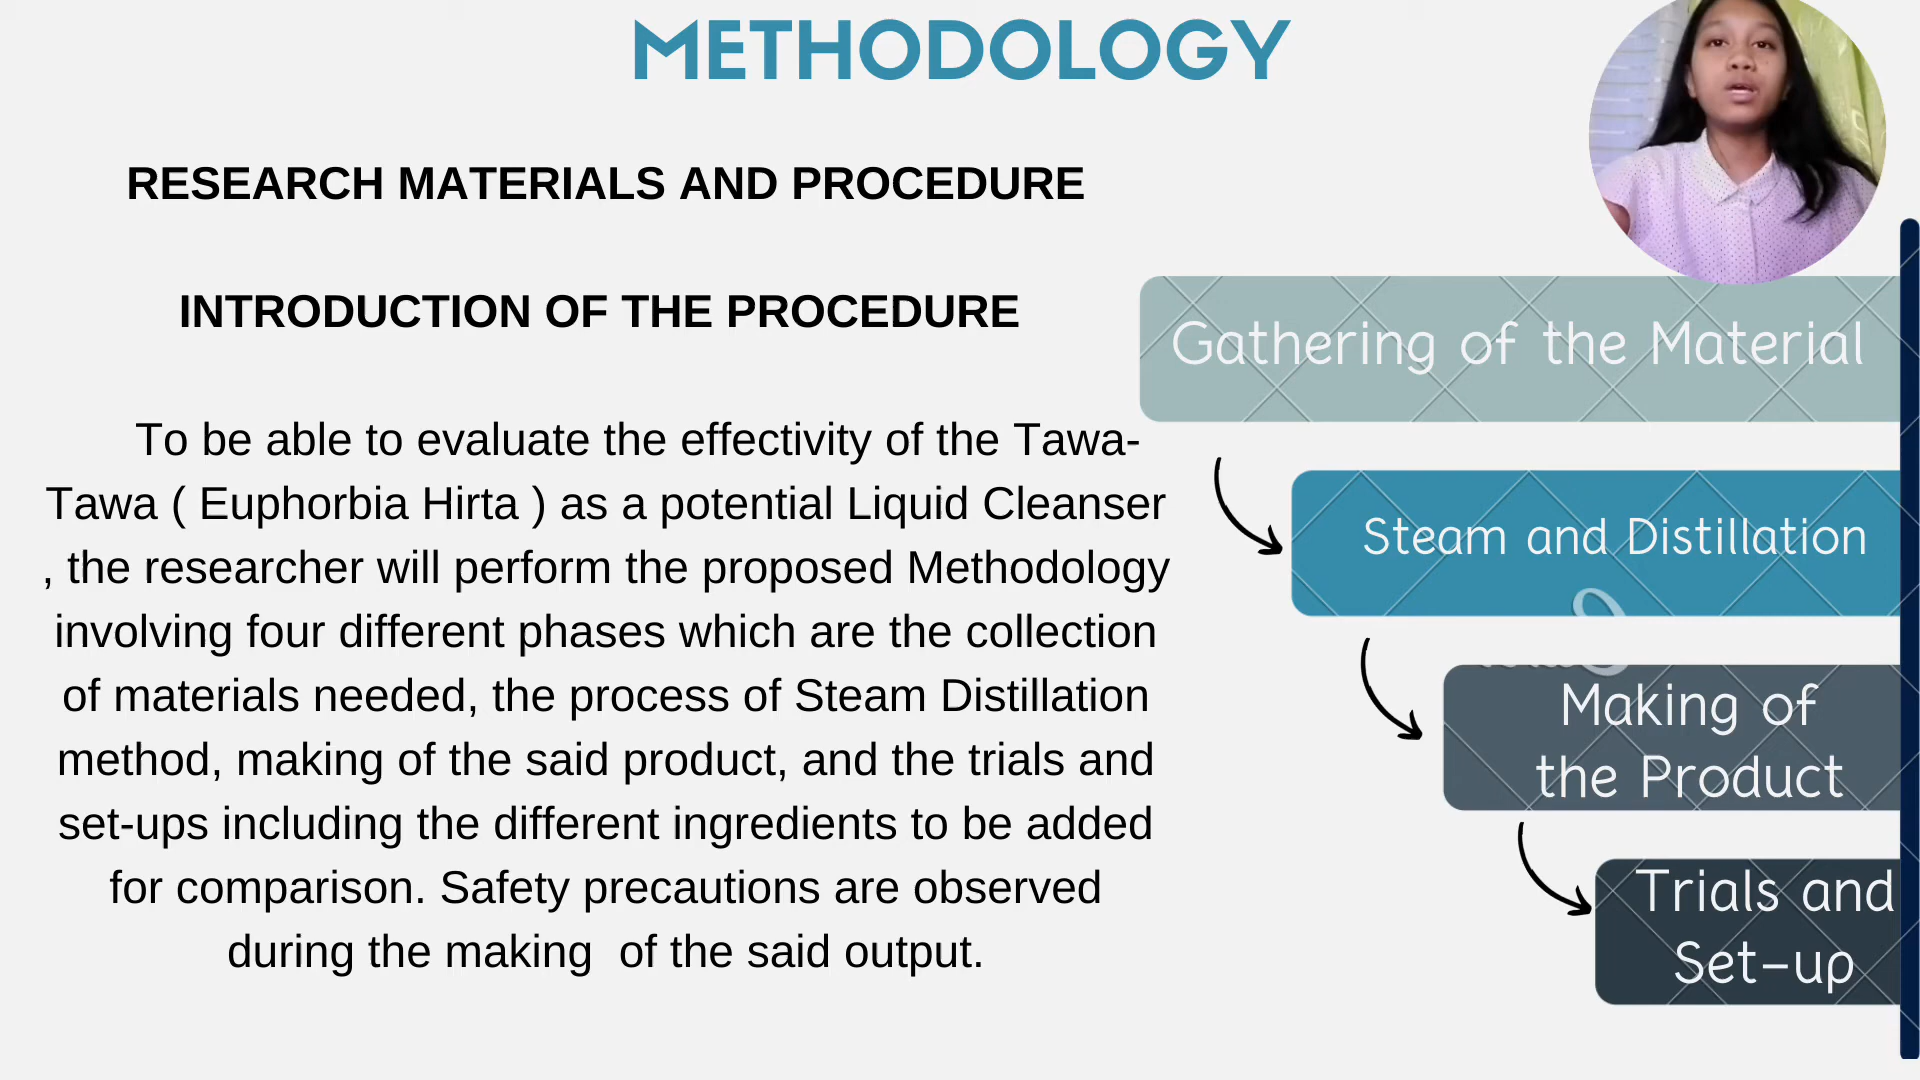 METHODOLOGY
RESEARCH MATERIALS AND PROCEDURE
INTRODUCTION OF THE PROCEDURE
To be able to evaluate the effectivity of the Tawa-
Tawa ( Euphorbia Hirta ) as a potential Liquid Cleanser
, the researcher will perform the proposed Methodology
involving four different phases which are the collection
of materials needed, the process of Steam Distillation
method, making of the said product, and the trials and
set-ups including the different ingredients to be added
for comparison. Safety precautions are observed
during the making  of the said output.
Gathering of the Material
Steam and Distillation
Making of
the Product
Trials and
Set-up